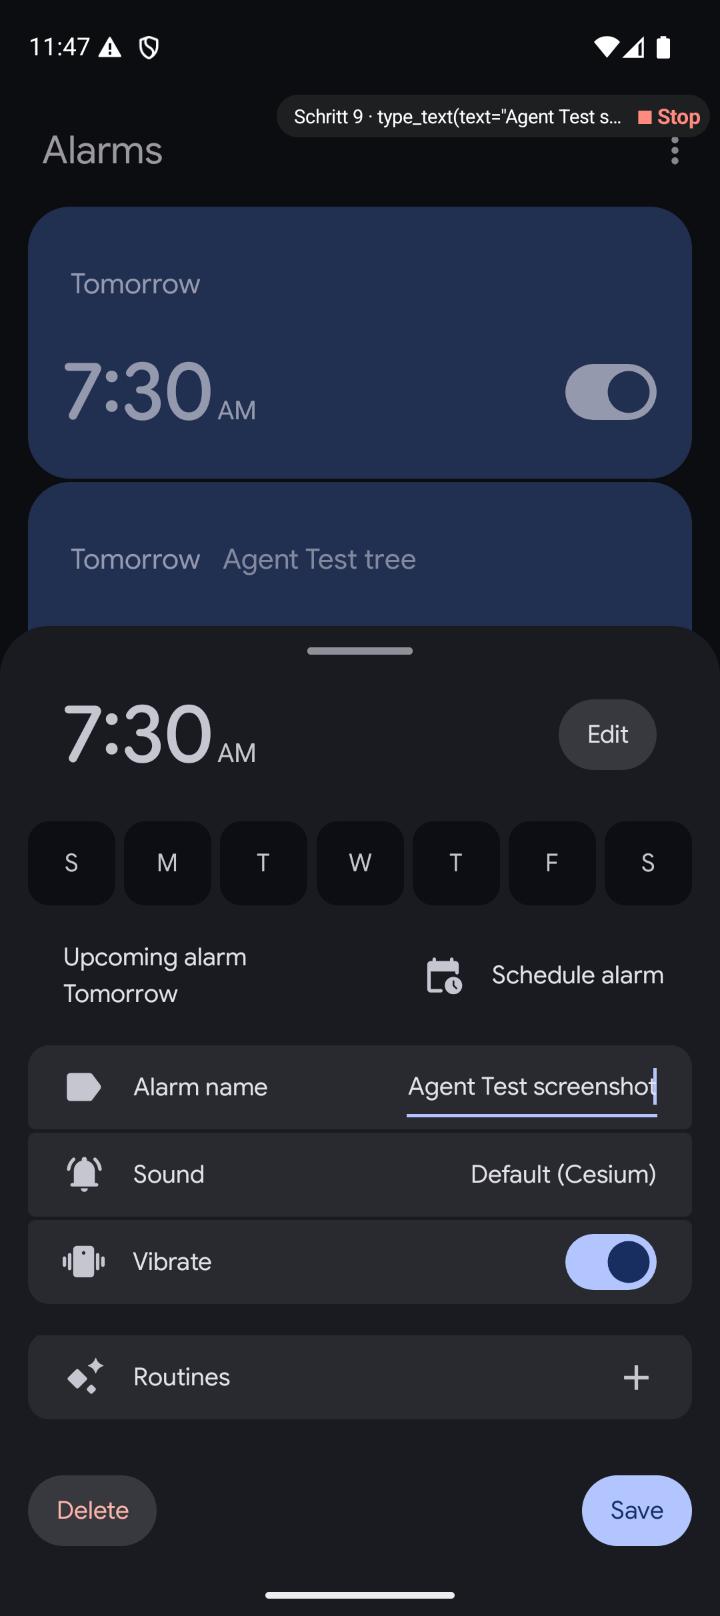 11:47
Schritt 9 · type_text(text="Agent Test s... Stop
Alarms
Tomorrow
7:30 AM
Tomorrow Agent Test tree
7:30 AM
Edit
S M T W T F S
Upcoming alarm
Tomorrow
Schedule alarm
Alarm name Agent Test screenshot
Sound Default (Cesium)
Vibrate
Routines
Delete Save